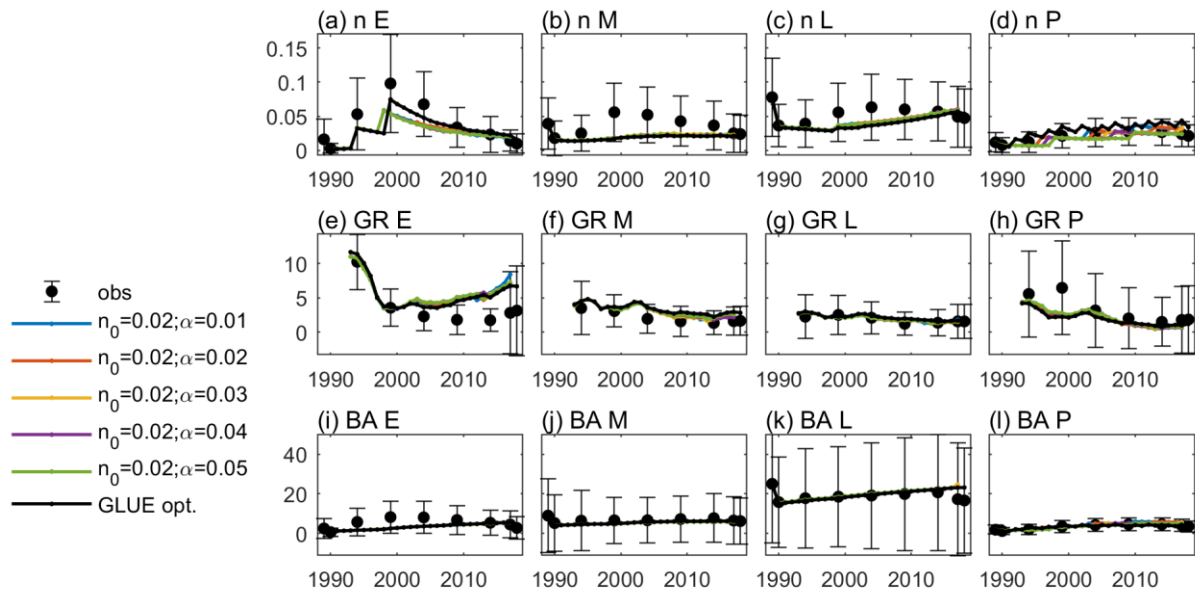 (a) n E (b) n M (c) n L (d) n P
0.15
0.1
0.05
0
1990 2000 2010 1990 2000 2010 1990 2000 2010 1990 2000 2010
(e) GR E (f) GR M (g) GR L (h) GR P
10
5
0
1990 2000 2010 1990 2000 2010 1990 2000 2010 1990 2000 2010
(i) BA E (j) BA M (k) BA L (l) BA P
40
20
0
1990 2000 2010 1990 2000 2010 1990 2000 2010 1990 2000 2010
obs
n₀=0.02;α=0.01
n₀=0.02;α=0.02
n₀=0.02;α=0.03
n₀=0.02;α=0.04
n₀=0.02;α=0.05
GLUE opt.